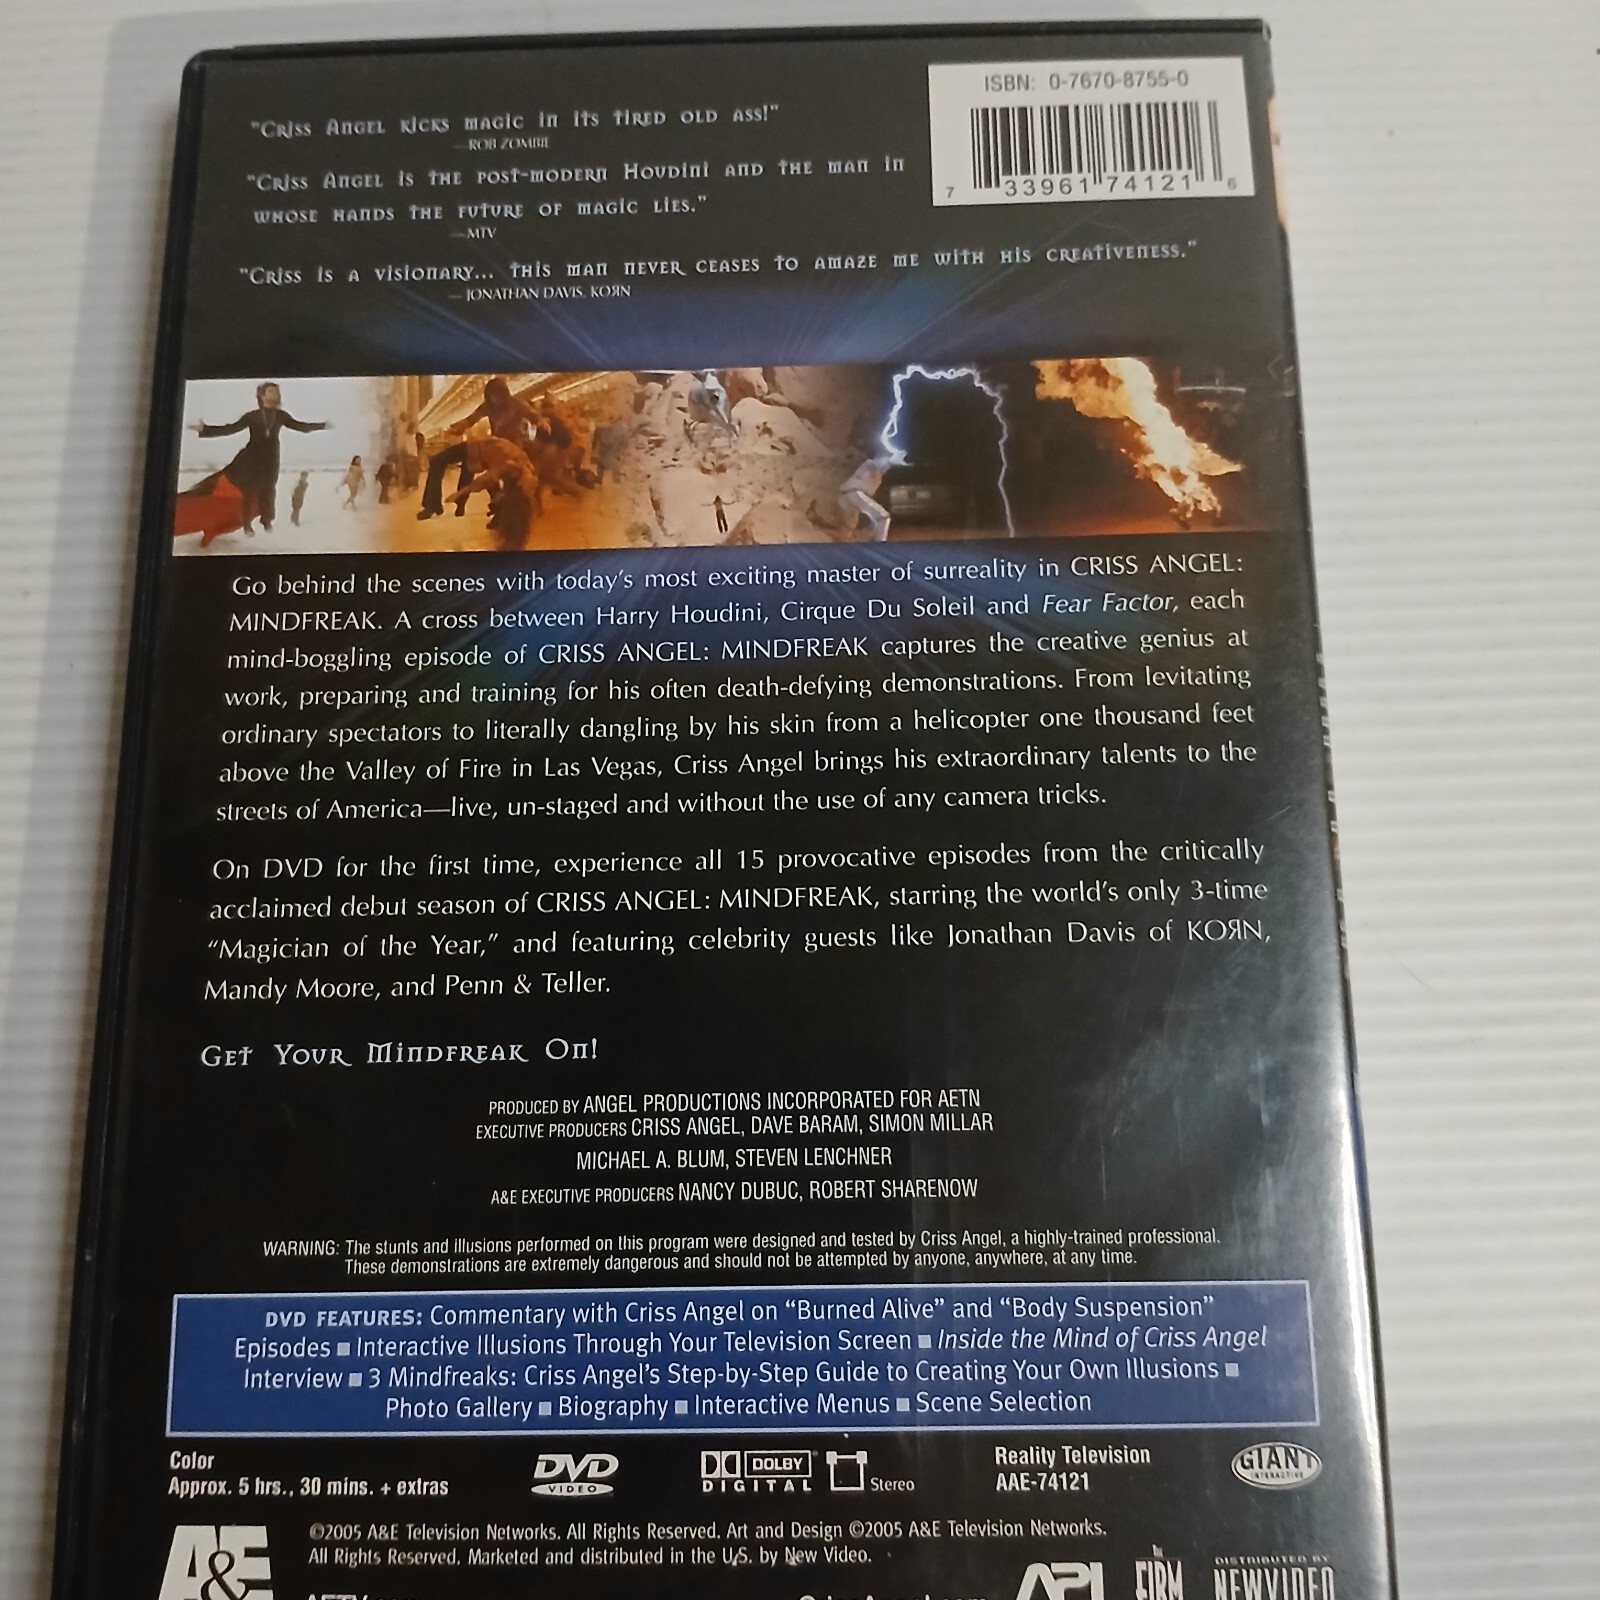 ISBN: 0-7670-8755-0
7 33961 74121 6
"Criss Angel kicks magic in its tired old ass!"
—ROB ZOMBIE
"Criss Angel is the post-modern Houdini and the man in
whose hands the future of magic lies."
—MTV
"Criss is a visionary... this man never ceases to amaze me with his creativeness."
— JONATHAN DAVIS, KOЯN
Go behind the scenes with today's most exciting master of surreality in CRISS ANGEL:
MINDFREAK. A cross between Harry Houdini, Cirque Du Soleil and Fear Factor, each
mind-boggling episode of CRISS ANGEL: MINDFREAK captures the creative genius at
work, preparing and training for his often death-defying demonstrations. From levitating
ordinary spectators to literally dangling by his skin from a helicopter one thousand feet
above the Valley of Fire in Las Vegas, Criss Angel brings his extraordinary talents to the
streets of America—live, un-staged and without the use of any camera tricks.
On DVD for the first time, experience all 15 provocative episodes from the critically
acclaimed debut season of CRISS ANGEL: MINDFREAK, starring the world's only 3-time
"Magician of the Year," and featuring celebrity guests like Jonathan Davis of KOЯN,
Mandy Moore, and Penn & Teller.
Get Your Mindfreak On!
PRODUCED BY ANGEL PRODUCTIONS INCORPORATED FOR AETN
EXECUTIVE PRODUCERS CRISS ANGEL, DAVE BARAM, SIMON MILLAR
MICHAEL A. BLUM, STEVEN LENCHNER
A&E EXECUTIVE PRODUCERS NANCY DUBUC, ROBERT SHARENOW
WARNING: The stunts and illusions performed on this program were designed and tested by Criss Angel, a highly-trained professional.
These demonstrations are extremely dangerous and should not be attempted by anyone, anywhere, at any time.
DVD FEATURES: Commentary with Criss Angel on "Burned Alive" and "Body Suspension"
Episodes ■ Interactive Illusions Through Your Television Screen ■ Inside the Mind of Criss Angel
Interview ■ 3 Mindfreaks: Criss Angel's Step-by-Step Guide to Creating Your Own Illusions ■
Photo Gallery ■ Biography ■ Interactive Menus ■ Scene Selection
Color
Approx. 5 hrs., 30 mins. + extras
DVD
VIDEO
DOLBY
DIGITAL
Stereo
Reality Television
AAE-74121
GIANT
INTERACTIVE
A&E
©2005 A&E Television Networks. All Rights Reserved. Art and Design ©2005 A&E Television Networks.
All Rights Reserved. Marketed and distributed in the U.S. by New Video.
API
THE
FIRM
DISTRIBUTED BY
NEWVIDEO